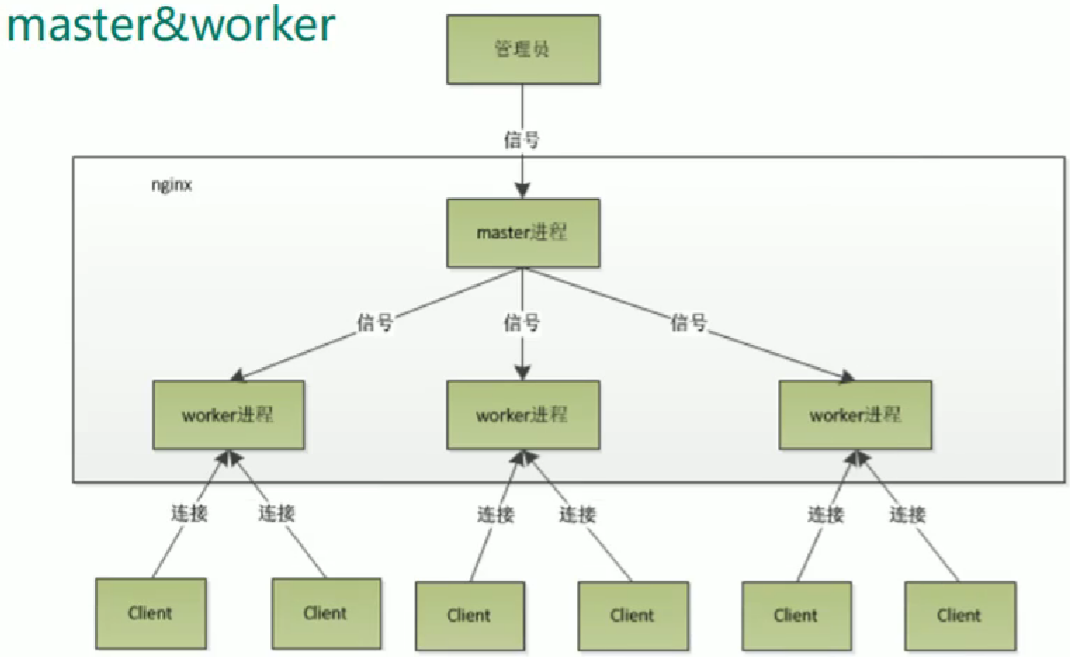 master&worker
管理员
信号
nginx
master进程
信号
信号
信号
worker进程
worker进程
worker进程
连接
连接
连接
连接
连接
连接
Client
Client
Client
Client
Client
Client